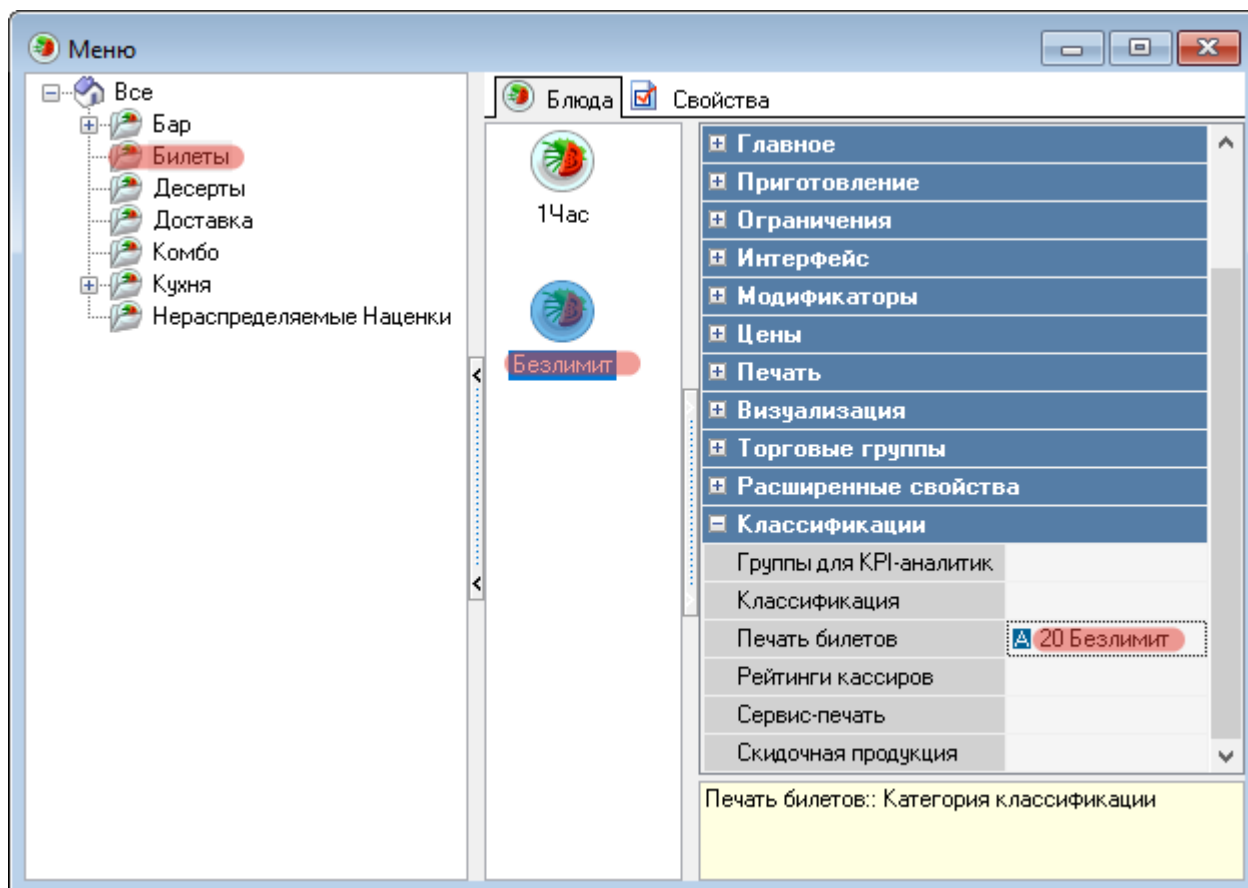 Меню
Все
Бар
Билеты
Десерты
Доставка
Комбо
Кухня
Нераспределяемые Наценки
Блюда
Свойства
1Час
Безлимит
Главное
Приготовление
Ограничения
Интерфейс
Модификаторы
Цены
Печать
Визуализация
Торговые группы
Расширенные свойства
Классификации
Группы для KPI-аналитик
Классификация
Печать билетов A 20 Безлимит
Рейтинги кассиров
Сервис-печать
Скидочная продукция
Печать билетов:: Категория классификации